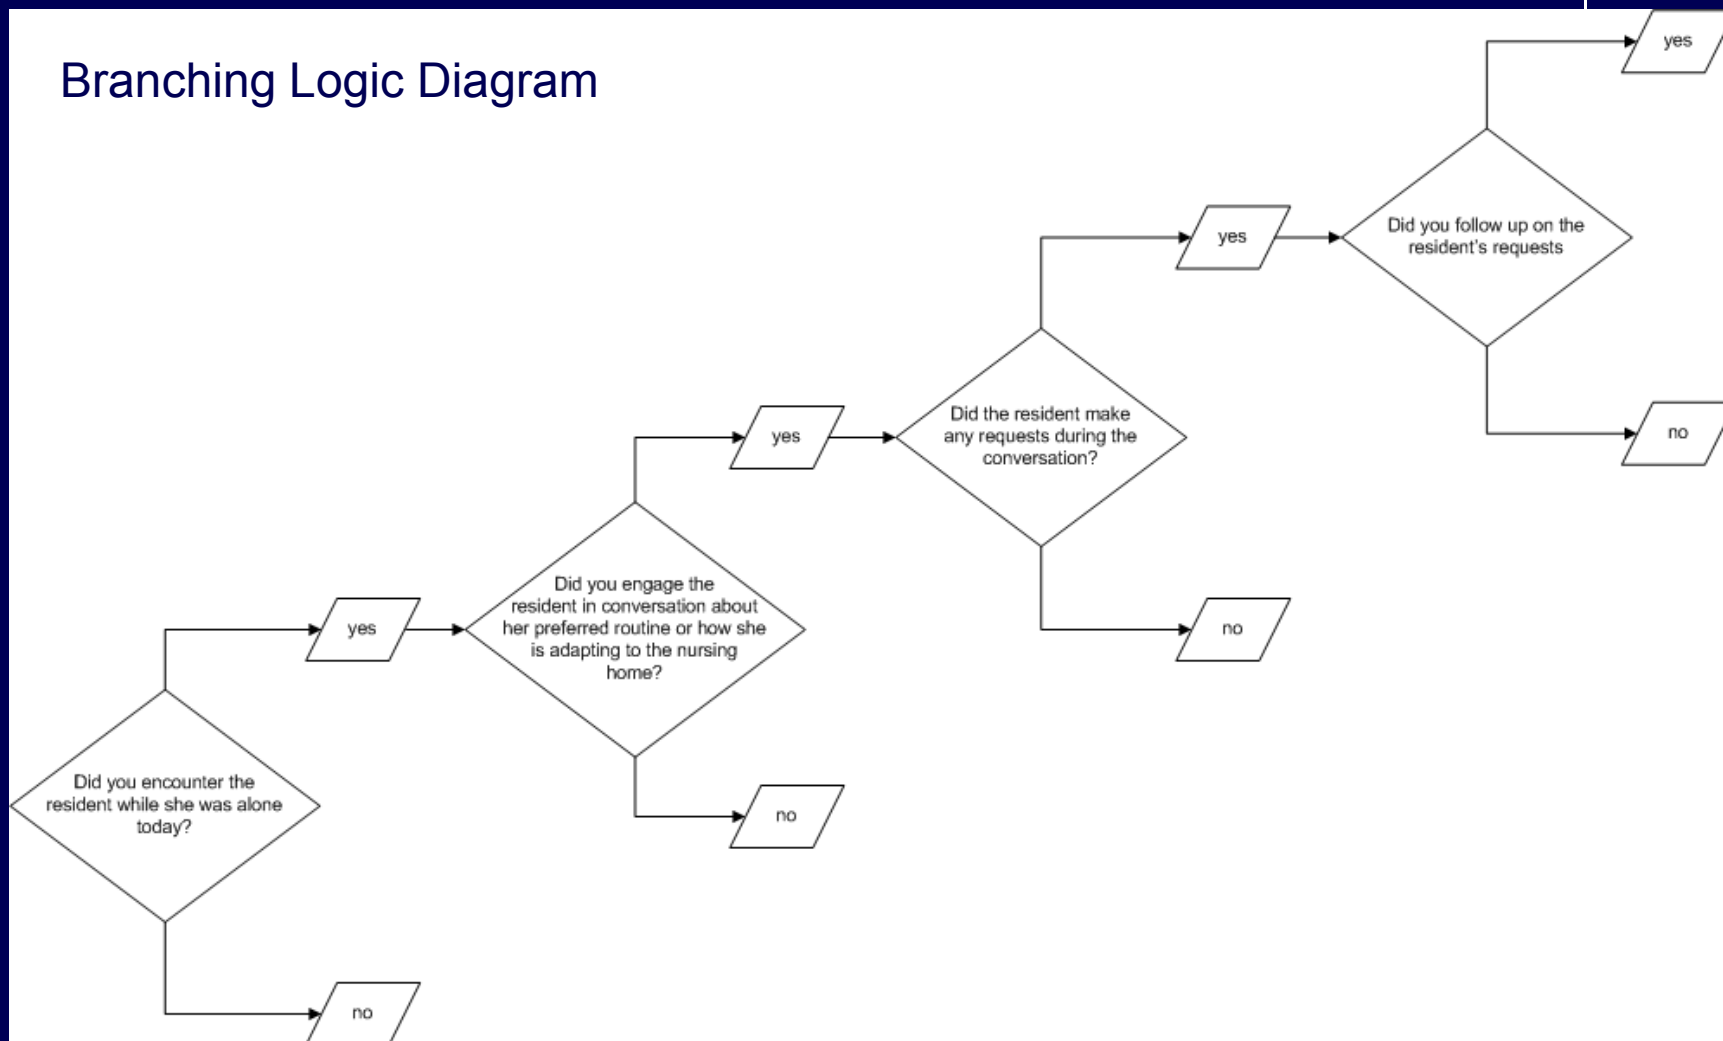 Branching Logic Diagram
yes
Did you follow up on the
resident's requests
yes
no
Did the resident make
any requests during the
conversation?
yes
no
Did you engage the
resident in conversation about
her preferred routine or how she
is adapting to the nursing
home?
yes
no
Did you encounter the
resident while she was alone
today?
yes
no